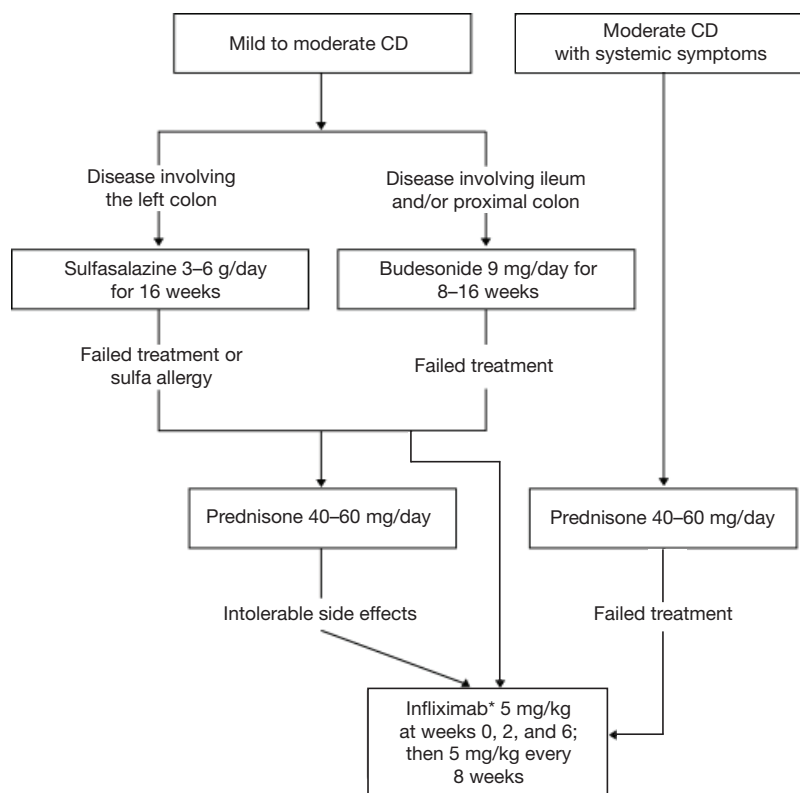 Mild to moderate CD
Moderate CD
with systemic symptoms
Disease involving
the left colon
Disease involving ileum
and/or proximal colon
Sulfasalazine 3–6 g/day
for 16 weeks
Budesonide 9 mg/day for
8–16 weeks
Failed treatment or
sulfa allergy
Failed treatment
Prednisone 40–60 mg/day
Prednisone 40–60 mg/day
Intolerable side effects
Failed treatment
Infliximab* 5 mg/kg
at weeks 0, 2, and 6;
then 5 mg/kg every
8 weeks